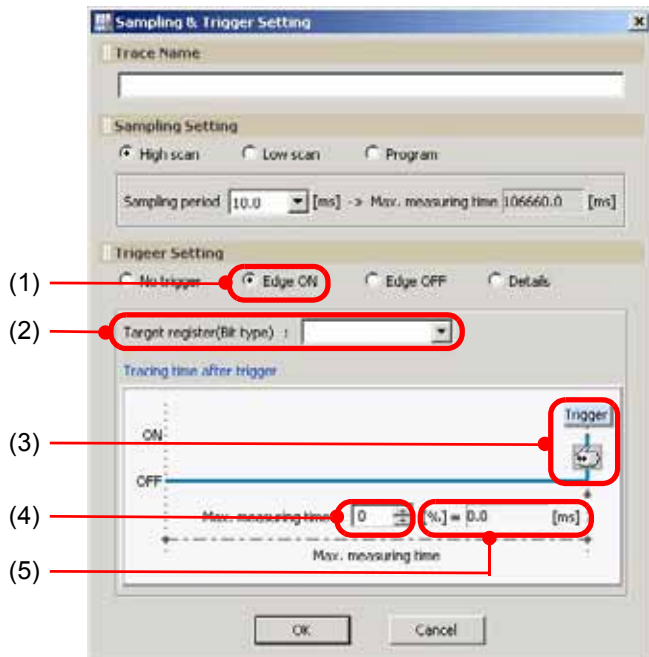 Sampling & Trigger Setting
Trace Name
Sampling Setting
High scan Low scan Program
Sampling period 10.0 [ms] -> Max. measuring time 106660.0 [ms]
Trigeer Setting
(1) No trigger Edge ON Edge OFF Details
(2) Target register(Bit type) :
Tracing time after trigger
Trigger
(3) ON
OFF
(4) Max. measuring time 0 [%] = 0.0 [ms]
(5) Max. measuring time
OK Cancel